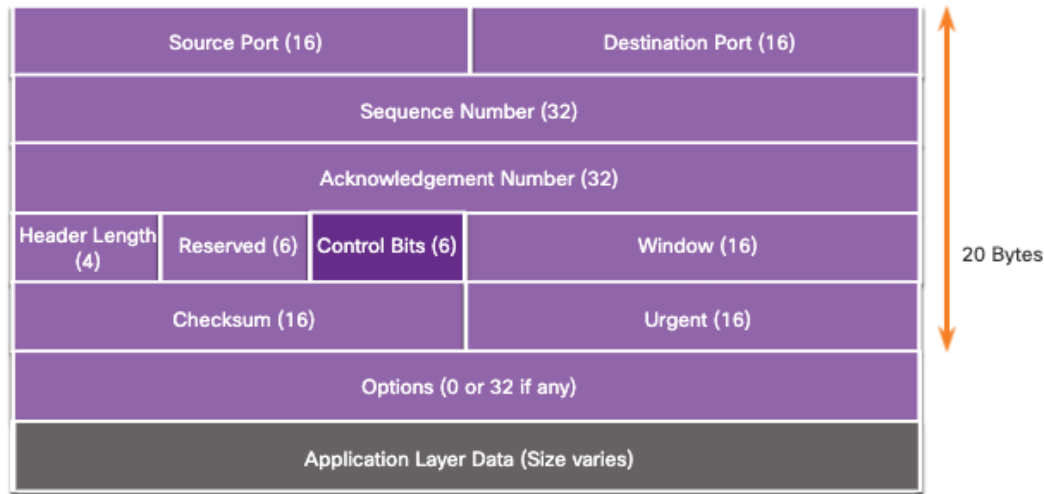 Source Port (16)
Destination Port (16)
Sequence Number (32)
Acknowledgement Number (32)
Header Length
(4)
Reserved (6)
Control Bits (6)
Window (16)
20 Bytes
Checksum (16)
Urgent (16)
Options (0 or 32 if any)
Application Layer Data (Size varies)